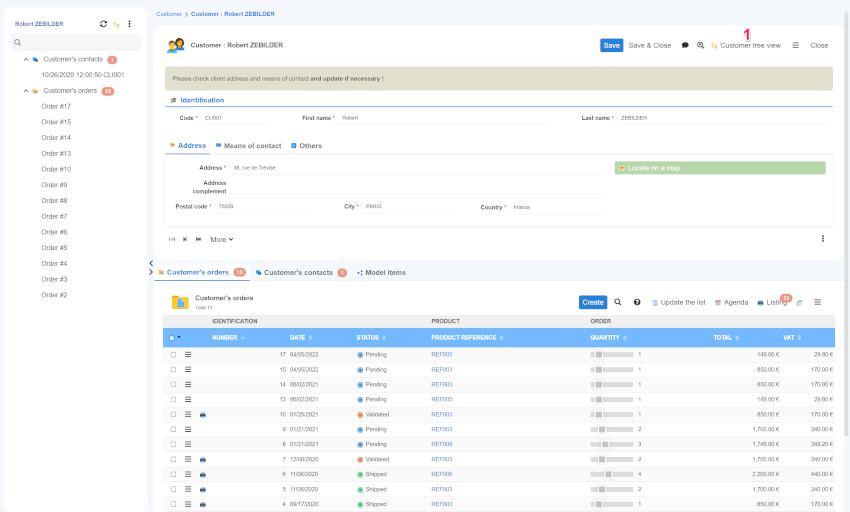 Robert ZEBILDER
Customer's contacts 1
10/26/2020 12:00:50 CLI001
Customer's orders 13
Order #17
Order #15
Order #14
Order #13
Order #10
Order #9
Order #8
Order #7
Order #6
Order #5
Order #4
Order #3
Order #2
Customer > Customer : Robert ZEBILDER
1
Customer : Robert ZEBILDER
Save Save & Close Customer tree view Close
Please check client address and means of contact and update if necessary !
Identification
Code * CLI001 First name * Robert Last name * ZEBILDER
Address Means of contact Others
Address * 38, rue de Trévise Locate on a map
Address
complement
Postal code * 75009 City * PARIS Country * France
1/4 More
Customer's orders 13 Customer's contacts 1 Model items
Customer's orders
Total 13
Create Update the list Agenda Listing 13
IDENTIFICATION PRODUCT ORDER
NUMBER DATE STATUS PRODUCT REFERENCE QUANTITY TOTAL VAT
17 04/05/2022 Pending REF005 1 149.00 € 29.80 €
15 04/05/2022 Pending REF003 1 850.00 € 170.00 €
14 06/02/2021 Pending REF003 1 850.00 € 170.00 €
13 06/02/2021 Pending REF005 1 149.00 € 29.80 €
10 01/25/2021 Validated REF003 1 850.00 € 170.00 €
9 01/21/2021 Pending REF003 2 1,700.00 € 340.00 €
8 01/21/2021 Pending REF008 3 1,746.00 € 349.20 €
7 12/08/2020 Validated REF003 2 1,700.00 € 340.00 €
6 11/06/2020 Shipped REF006 4 2,200.00 € 440.00 €
5 11/06/2020 Shipped REF003 2 1,700.00 € 340.00 €
4 09/17/2020 Shipped REF003 1 850.00 € 170.00 €